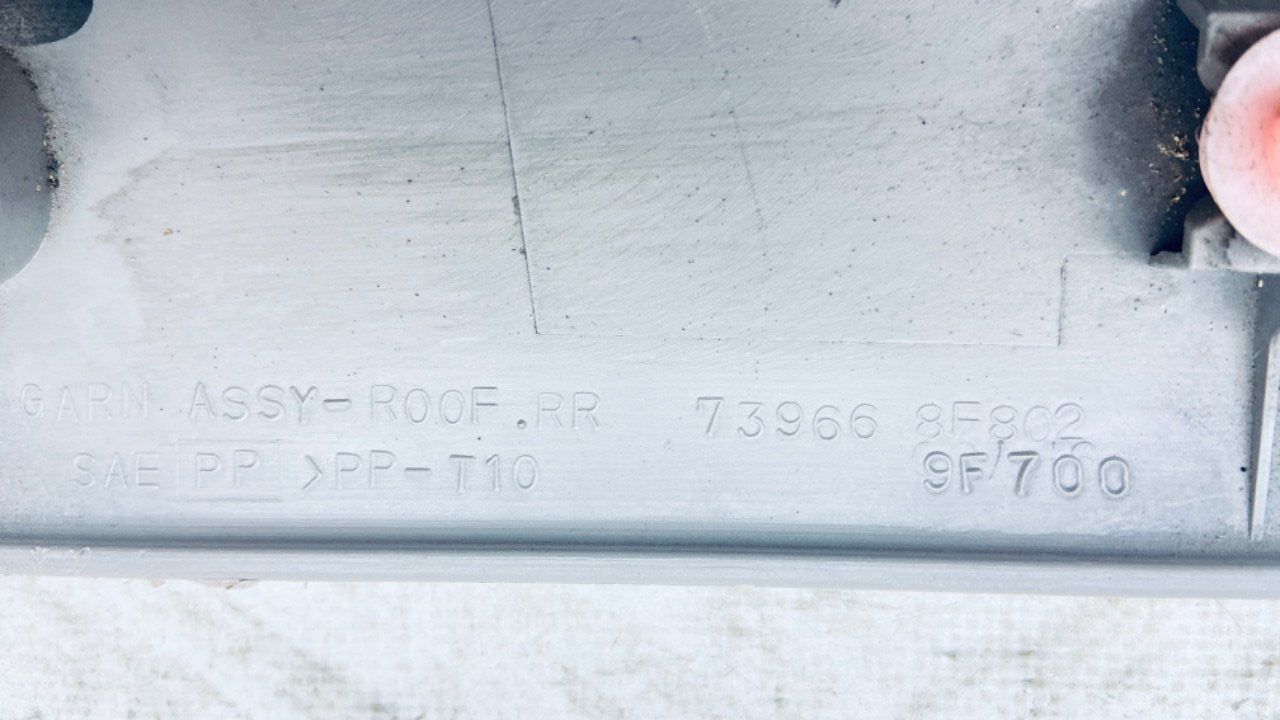 GARN ASSY-ROOF.RR 73966 8F802
SAE PP >PP-T10 9F700